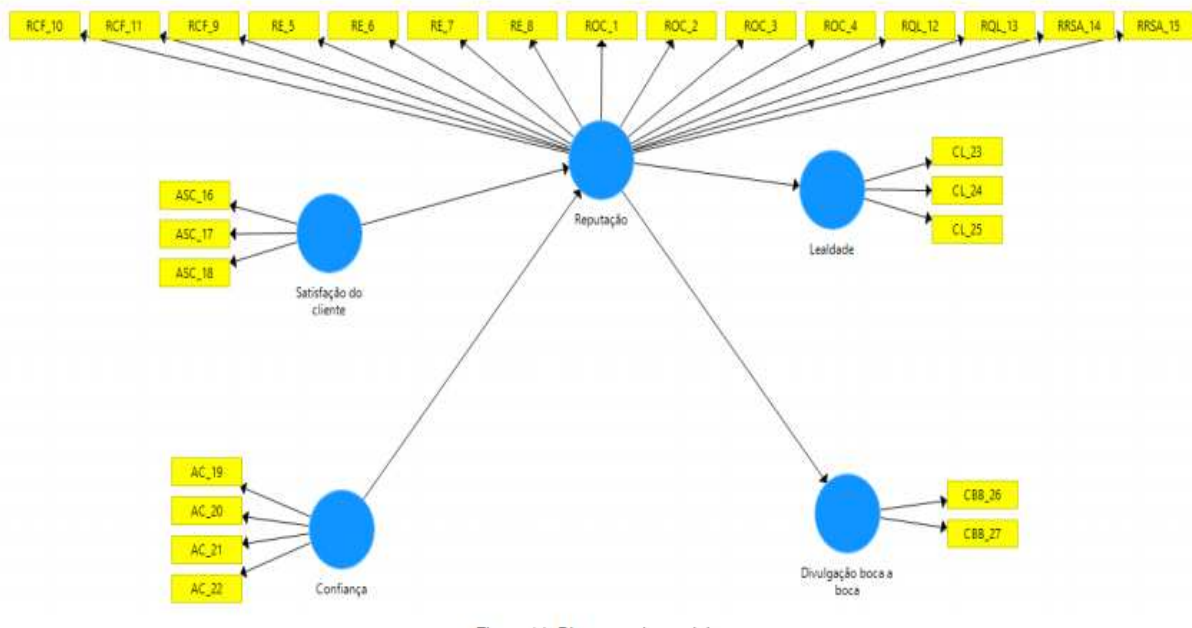 RCF_10 RCF_11 RCF_9 RE_5 RE_6 RE_7 RE_8 ROC_1 ROC_2 ROC_3 ROC_4 RQL_12 RQL_13 RRSA_14 RRSA_15
Reputação
ASC_16
ASC_17
ASC_18
Satisfação do
cliente
CL_23
CL_24
CL_25
Lealdade
AC_19
AC_20
AC_21
AC_22
Confiança
CBB_26
CBB_27
Divulgação boca a
boca